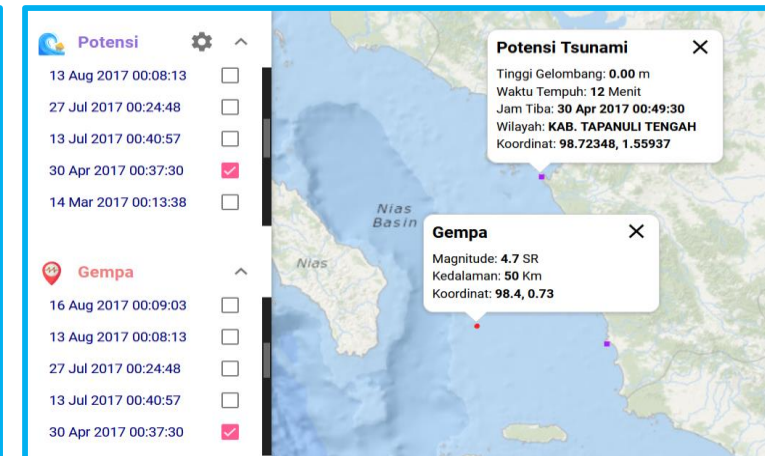 Potensi
13 Aug 2017 00:08:13
27 Jul 2017 00:24:48
13 Jul 2017 00:40:57
30 Apr 2017 00:37:30
14 Mar 2017 00:13:38
Gempa
16 Aug 2017 00:09:03
13 Aug 2017 00:08:13
27 Jul 2017 00:24:48
13 Jul 2017 00:40:57
30 Apr 2017 00:37:30
Potensi Tsunami
Tinggi Gelombang: 0.00 m
Waktu Tempuh: 12 Menit
Jam Tiba: 30 Apr 2017 00:49:30
Wilayah: KAB. TAPANULI TENGAH
Koordinat: 98.72348, 1.55937
Nias
Basin
Nias
Gempa
Magnitude: 4.7 SR
Kedalaman: 50 Km
Koordinat: 98.4, 0.73